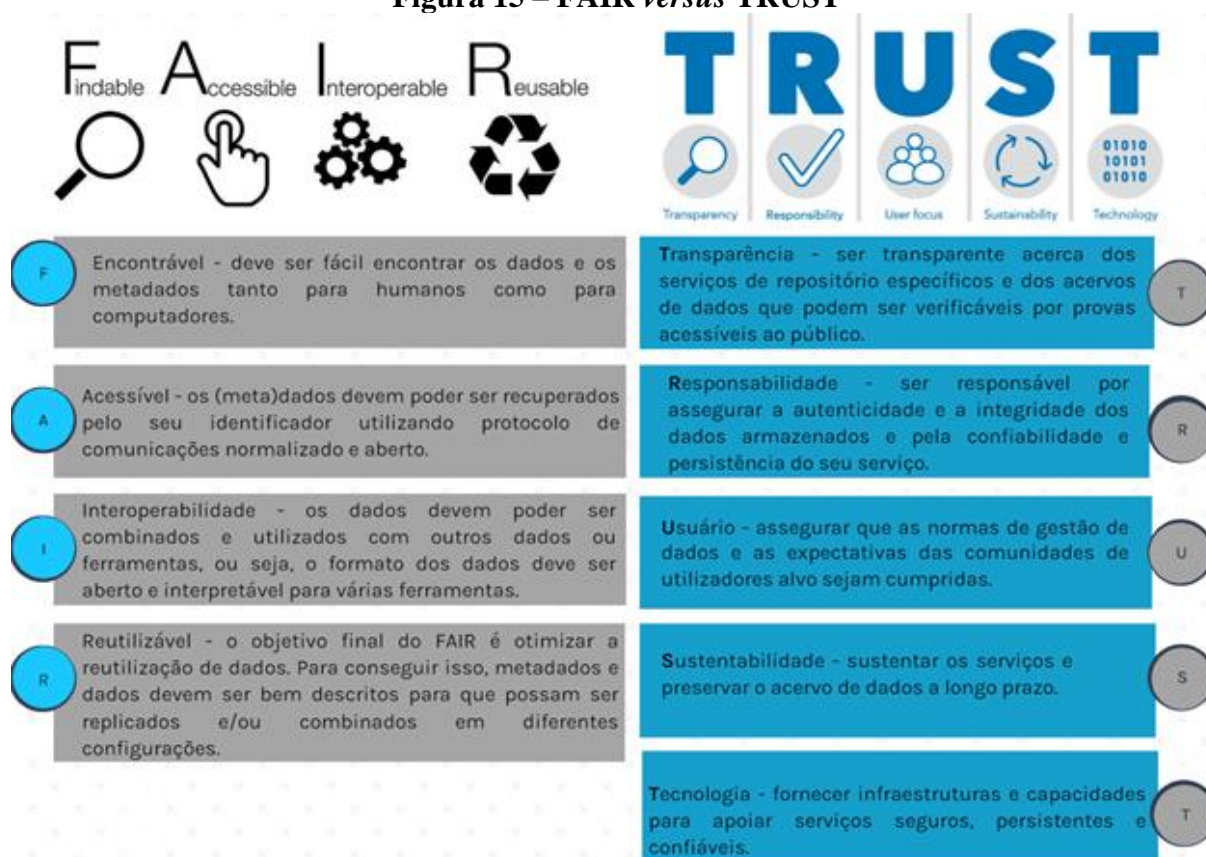 Figura 15 – FAIR versus TRUST
Findable Accessible Interoperable Reusable
TRUST
01010
10101
01010
Transparency Responsibility User focus Sustainability Technology
F
Encontrável - deve ser fácil encontrar os dados e os
metadados tanto para humanos como para
computadores.
A
Acessível - os (meta)dados devem poder ser recuperados
pelo seu identificador utilizando protocolo de
comunicações normalizado e aberto.
I
Interoperabilidade - os dados devem poder ser
combinados e utilizados com outros dados ou
ferramentas, ou seja, o formato dos dados deve ser
aberto e interpretável para várias ferramentas.
R
Reutilizável - o objetivo final do FAIR é otimizar a
reutilização de dados. Para conseguir isso, metadados e
dados devem ser bem descritos para que possam ser
replicados e/ou combinados em diferentes
configurações.
Transparência - ser transparente acerca dos
serviços de repositório específicos e dos acervos
de dados que podem ser verificáveis por provas
acessíveis ao público.
T
Responsabilidade - ser responsável por
assegurar a autenticidade e a integridade dos
dados armazenados e pela confiabilidade e
persistência do seu serviço.
R
Usuário - assegurar que as normas de gestão de
dados e as expectativas das comunidades de
utilizadores alvo sejam cumpridas.
U
Sustentabilidade - sustentar os serviços e
preservar o acervo de dados a longo prazo.
S
Tecnologia - fornecer infraestruturas e capacidades
para apoiar serviços seguros, persistentes e
confiáveis.
T